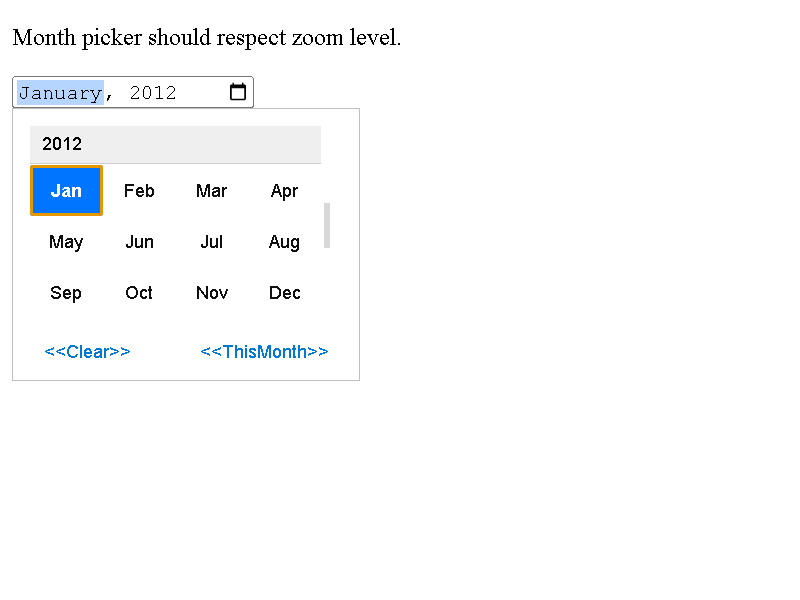 Month picker should respect zoom level.
January, 2012
2012
Jan Feb Mar Apr
May Jun Jul Aug
Sep Oct Nov Dec
<<Clear>> <<ThisMonth>>